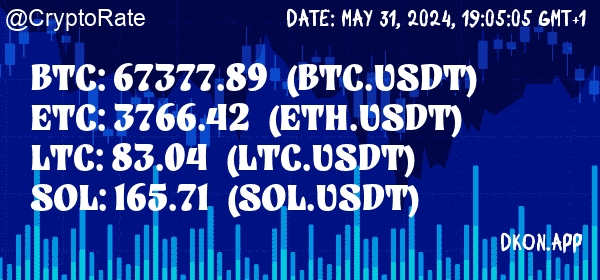 @CryptoRate
DATE: MAY 31, 2024, 19:05:05 GMT+1
BTC: 67377.89 (BTC.USDT)
ETC: 3766.42 (ETH.USDT)
LTC: 83.04 (LTC.USDT)
SOL: 165.71 (SOL.USDT)
DKON.APP